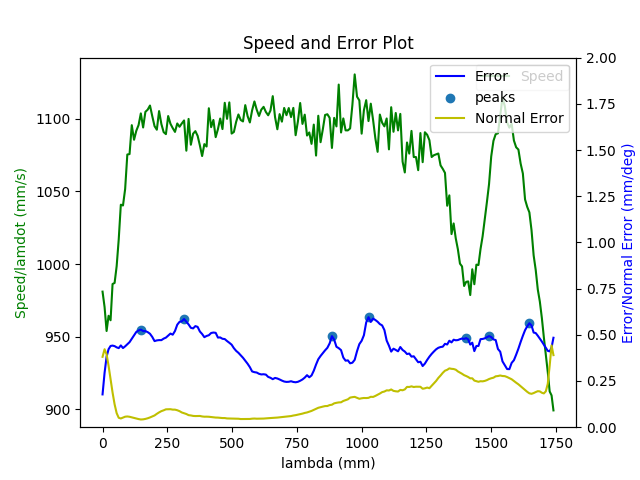 Speed and Error Plot
Speed/lamdot (mm/s)
1100
1050
1000
950
900
0
250
500
750
1000
1250
1500
1750
lambda (mm)
2.00
1.75
1.50
1.25
1.00
0.75
0.50
0.25
0.00
Error/Normal Error (mm/deg)
Speed
Error
peaks
Normal Error